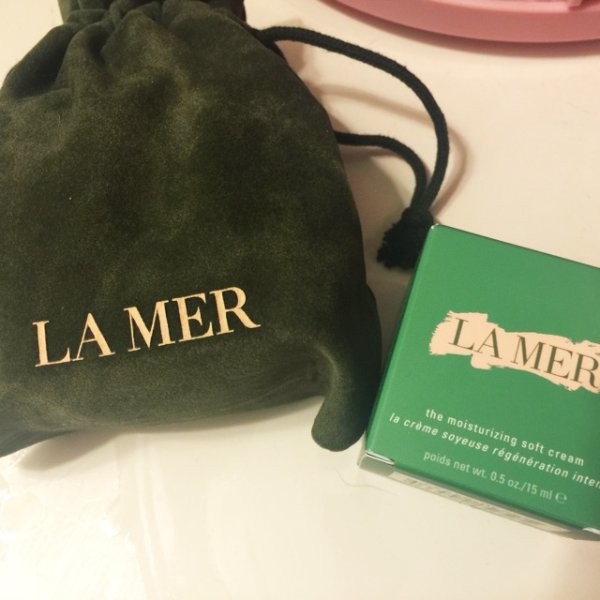 LA MER
LA MER
the moisturizing soft cream
la crème soyeuse régénération inten
poids net wt. 0.5 oz./15 ml ℮